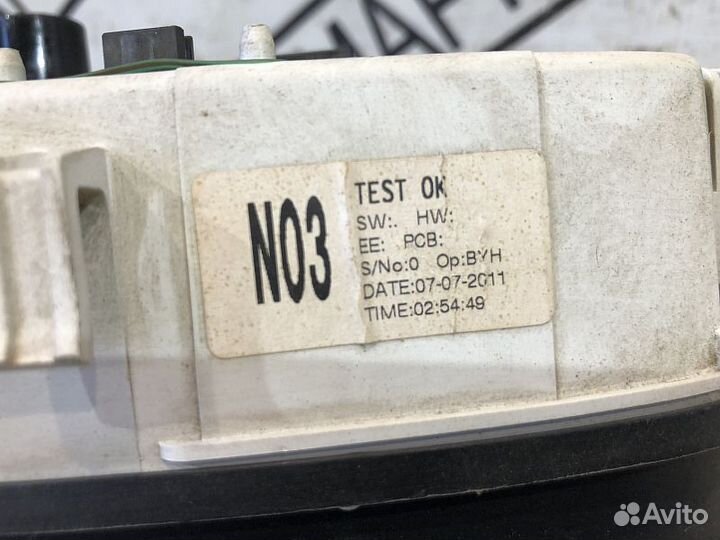 N03
TEST OK
SW:. HW:
EE: PCB:
S/No:0 Op:BYH
DATE:07-07-2011
TIME:02:54:49
Avito